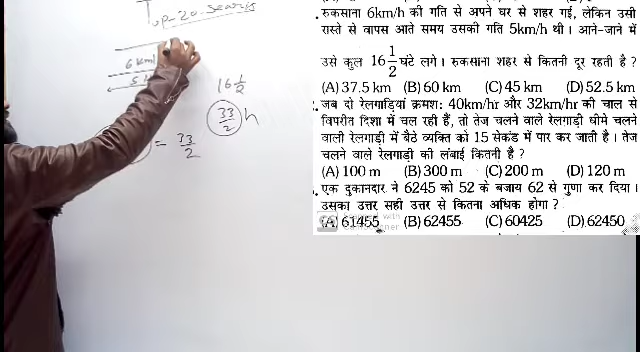 Top-20-
6 km/
5 k
16 1/2
33/2 h
= 33/2
. रुकसाना 6km/h की गति से अपने घर से शहर गई, लेकिन उसी
रास्ते से वापस आते समय उसकी गति 5km/h थी। आने-जाने में
उसे कुल 16 1/2 घंटे लगे। रुकसाना शहर से कितनी दूर रहती है ?
(A) 37.5 km (B) 60 km (C) 45 km (D) 52.5 km
. जब दो रेलगाड़ियां क्रमशः 40km/hr और 32km/hr की चाल से
विपरीत दिशा में चल रही हैं, तो तेज चलने वाले रेलगाड़ी धीमे चलने
वाली रेलगाड़ी में बैठे व्यक्ति को 15 सेकंड में पार कर जाती है। तेज
चलने वाले रेलगाड़ी की लंबाई कितनी है ?
(A) 100 m (B) 300 m (C) 200 m (D) 120 m
. एक दुकानदार ने 6245 को 52 के बजाय 62 से गुणा कर दिया।
उसका उत्तर सही उत्तर से कितना अधिक होगा ?
(A) 61455 (B) 62455 (C) 60425 (D) 62450